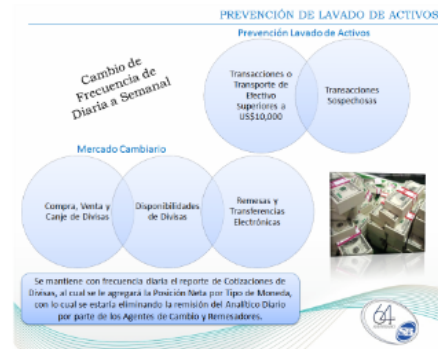 PREVENCIÓN DE LAVADO DE ACTIVOS
Prevención Lavado de Activos
Cambio de
Frecuencia de
Diaria a Semanal
Transacciones o
Transporte de
Efectivo
Superiores a
US$10,000
Transacciones
Sospechosas
Mercado Cambiario
Compra, Venta y
Canje de Divisas
Disponibilidades
de Divisas
Remesas y
Transferencias
Electrónicas
Se mantiene con frecuencia diaria el reporte de Cotizaciones de
Divisas, al cual se le agregará la Posición Neta por Tipo de Moneda,
con lo cual se estaría eliminando la remisión del Analítico Diario
por parte de los Agentes de Cambio y Remesadores.
64
SB